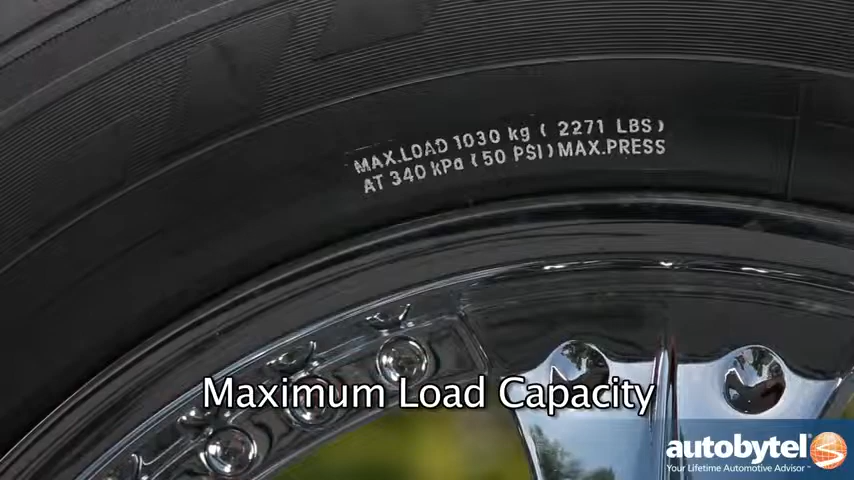 MAX.LOAD 1030 kg ( 2271 LBS)
AT 340 kPa (50 PSI) MAX.PRESS
Maximum Load Capacity
autobytel
Your Lifetime Automotive Advisor